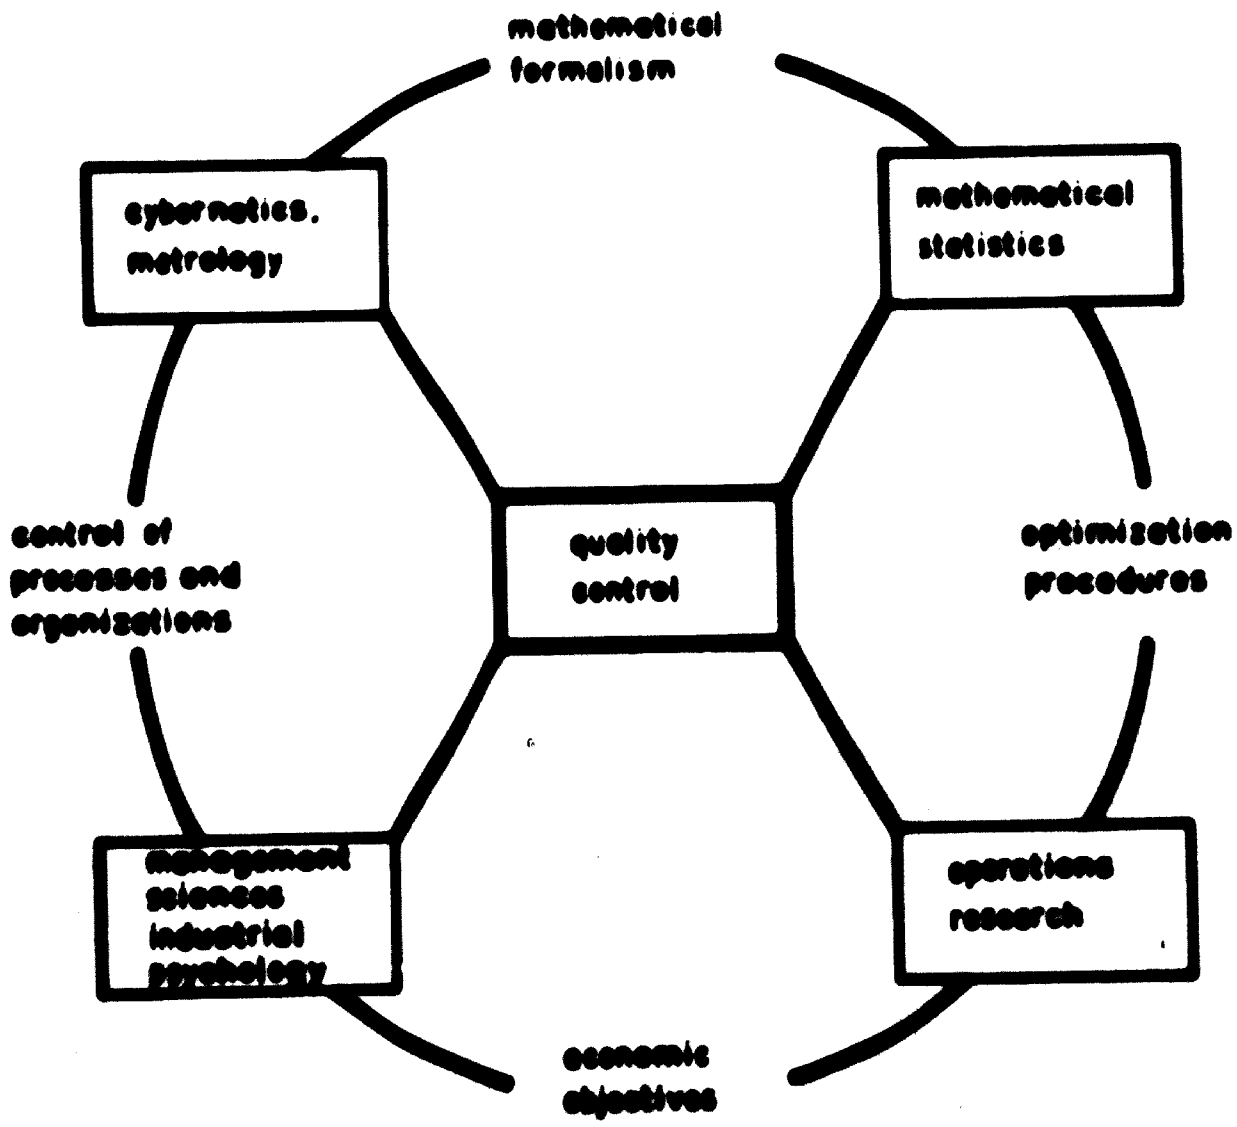 mathematical
formalism
cybernetics,
metrology
mathematical
statistics
control of
processes and
organizations
quality
control
optimization
procedures
management
sciences
industrial
psychology
operations
research
economic
objectives